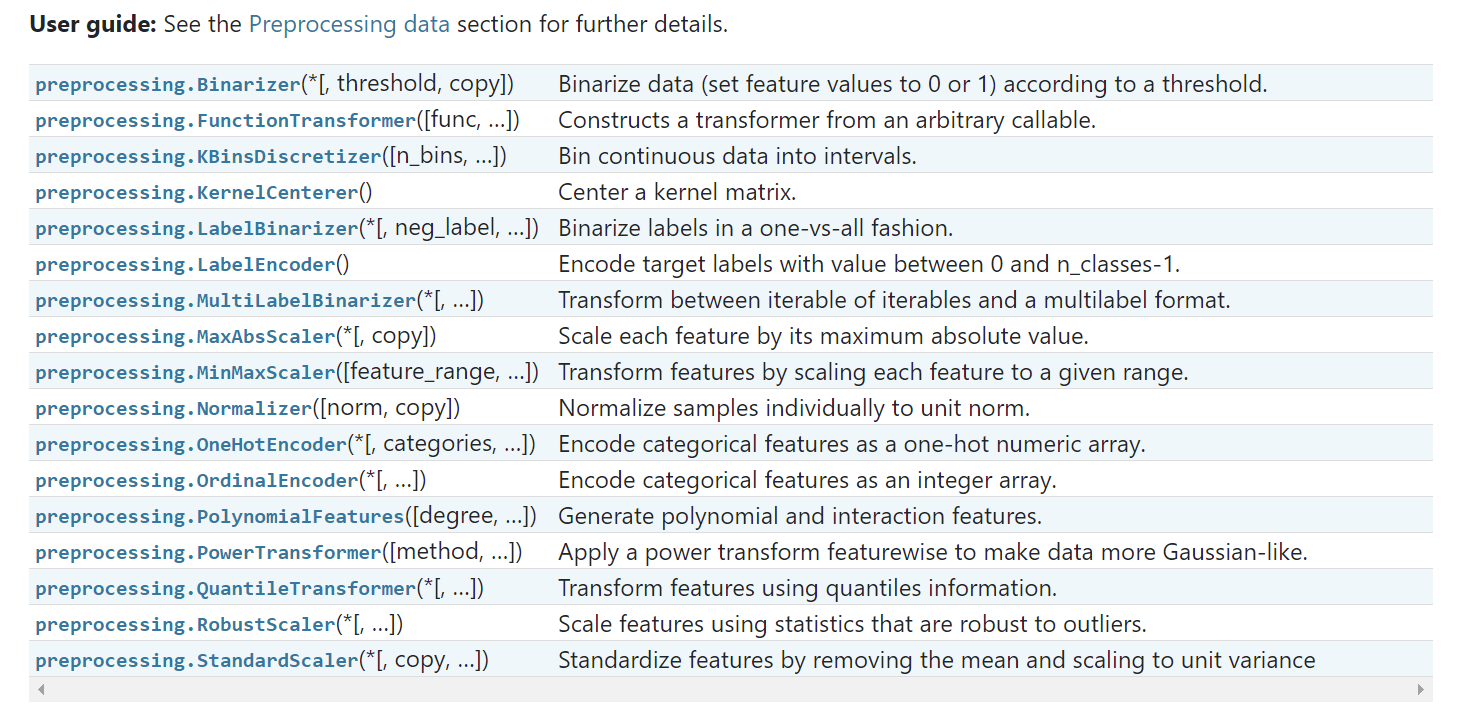 User guide: See the Preprocessing data section for further details.
preprocessing.Binarizer(*[, threshold, copy]) Binarize data (set feature values to 0 or 1) according to a threshold.
preprocessing.FunctionTransformer([func, ...]) Constructs a transformer from an arbitrary callable.
preprocessing.KBinsDiscretizer([n_bins, ...]) Bin continuous data into intervals.
preprocessing.KernelCenterer() Center a kernel matrix.
preprocessing.LabelBinarizer(*[, neg_label, ...]) Binarize labels in a one-vs-all fashion.
preprocessing.LabelEncoder() Encode target labels with value between 0 and n_classes-1.
preprocessing.MultiLabelBinarizer(*[, ...]) Transform between iterable of iterables and a multilabel format.
preprocessing.MaxAbsScaler(*[, copy]) Scale each feature by its maximum absolute value.
preprocessing.MinMaxScaler([feature_range, ...]) Transform features by scaling each feature to a given range.
preprocessing.Normalizer([norm, copy]) Normalize samples individually to unit norm.
preprocessing.OneHotEncoder(*[, categories, ...]) Encode categorical features as a one-hot numeric array.
preprocessing.OrdinalEncoder(*[, ...]) Encode categorical features as an integer array.
preprocessing.PolynomialFeatures([degree, ...]) Generate polynomial and interaction features.
preprocessing.PowerTransformer([method, ...]) Apply a power transform featurewise to make data more Gaussian-like.
preprocessing.QuantileTransformer(*[, ...]) Transform features using quantiles information.
preprocessing.RobustScaler(*[, ...]) Scale features using statistics that are robust to outliers.
preprocessing.StandardScaler(*[, copy, ...]) Standardize features by removing the mean and scaling to unit variance